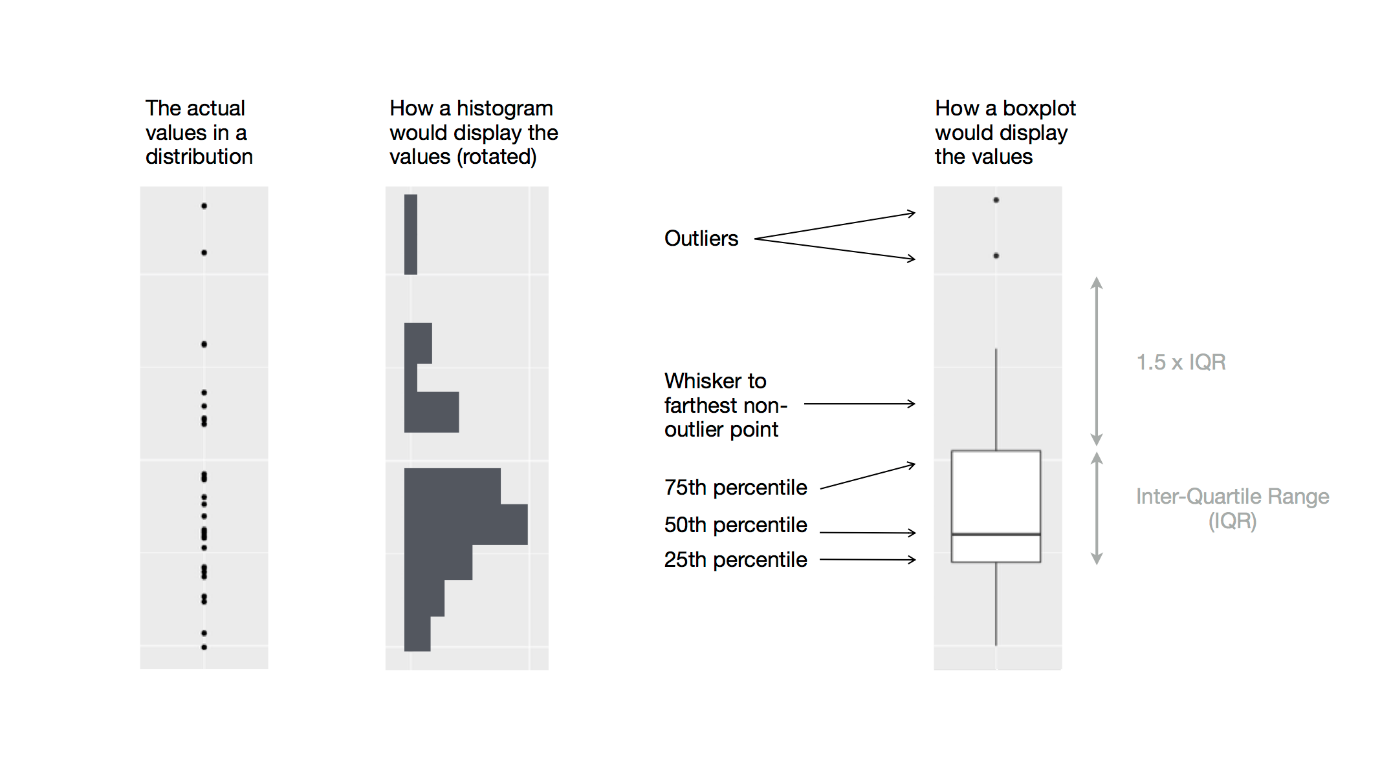 The actual
values in a
distribution
How a histogram
would display the
values (rotated)
How a boxplot
would display
the values
Outliers
1.5 x IQR
Whisker to
farthest non-
outlier point
75th percentile
50th percentile
25th percentile
Inter-Quartile Range
(IQR)